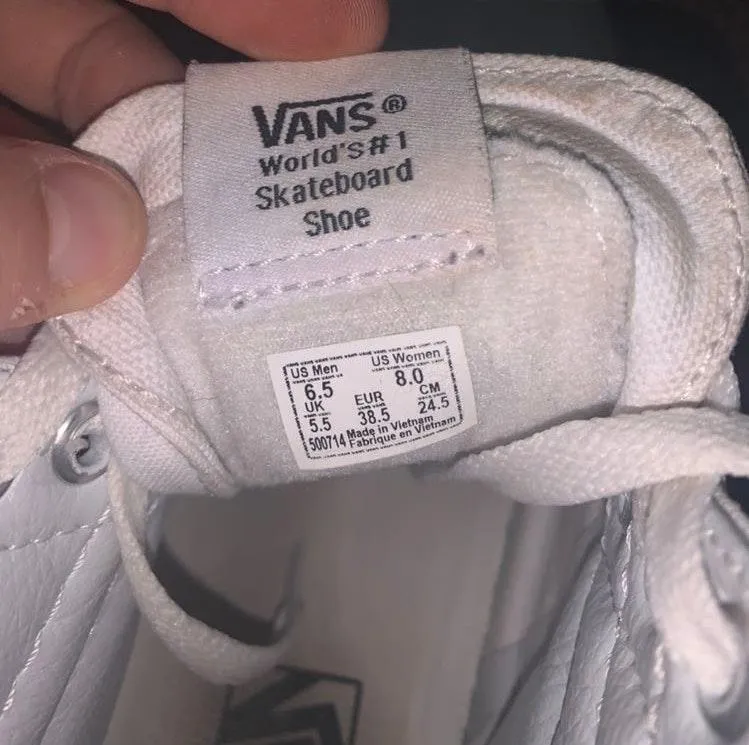 VANS®
World's #1
Skateboard
Shoe
US Men US Women
6.5 8.0
UK EUR CM
5.5 38.5 24.5
500714 Made in Vietnam
Fabrique en Vietnam